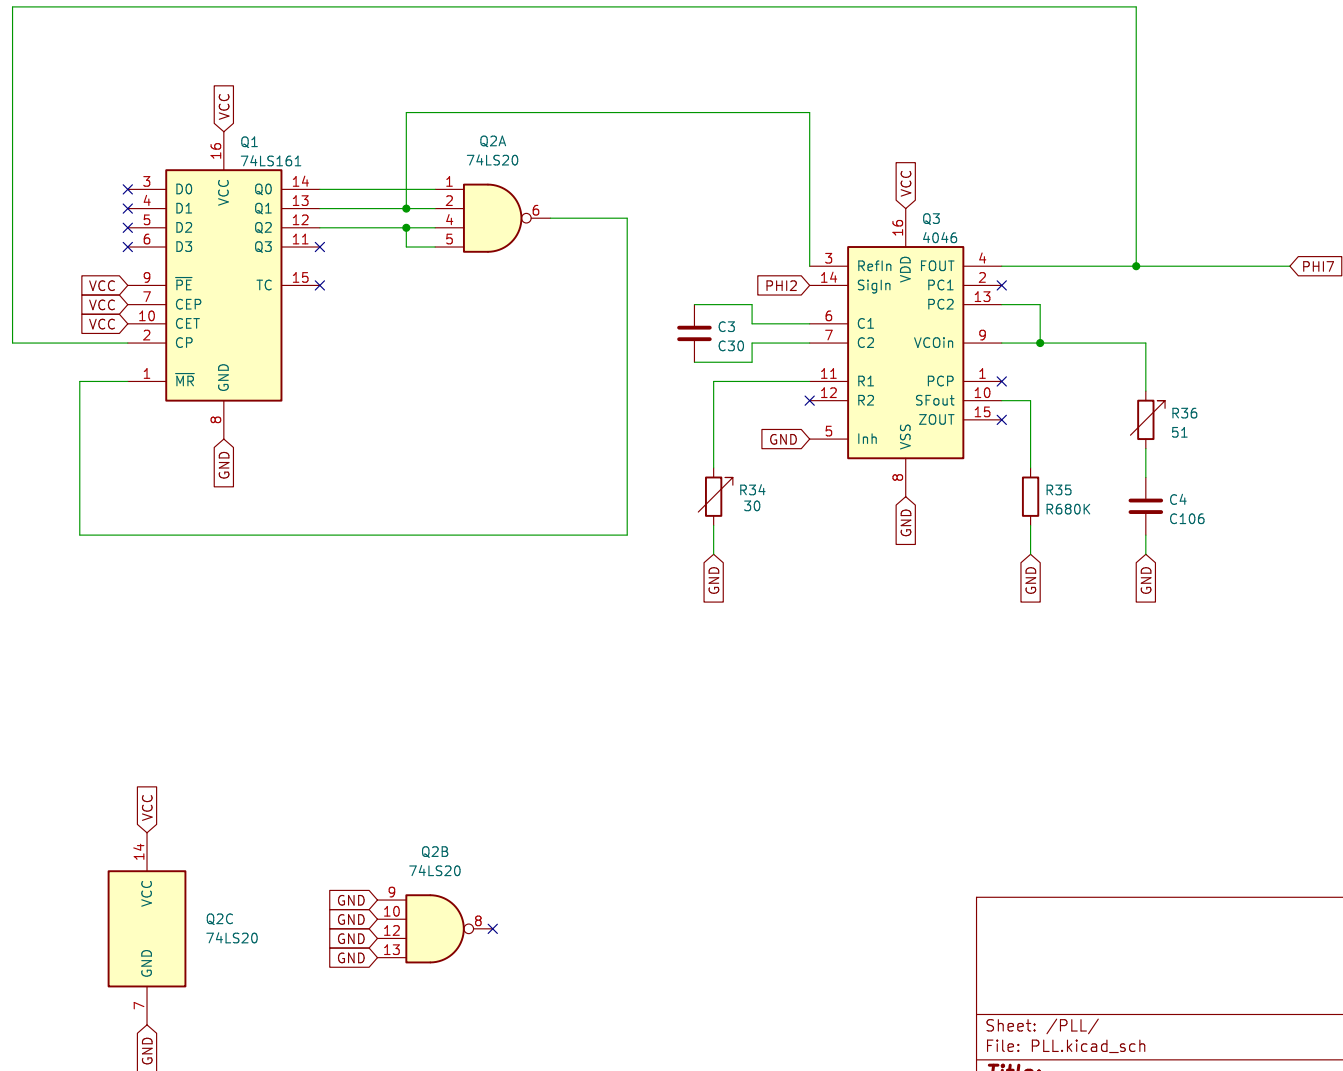 VCC
16
Q1
74LS161
VCC
GND
3 D0
4 D1
5 D2
6 D3
VCC 9 PE
VCC 7 CEP
VCC 10 CET
2 CP
1 MR
Q0 14
Q1 13
Q2 12
Q3 11
TC 15
8
GND
Q2A
74LS20
1
2
4
5
6
VCC
16
Q3
4046
VDD
VSS
3 RefIn
PHI2 14 SigIn
6 C1
7 C2
11 R1
12 R2
GND 5 Inh
FOUT 4
PC1 2
PC2 13
VCOin 9
PCP 1
SFout 10
ZOUT 15
8
GND
PHI7
C3
C30
R34
30
GND
R35
R680K
GND
R36
51
C4
C106
GND
VCC
14
VCC
GND
Q2C
74LS20
7
GND
Q2B
74LS20
GND 9
GND 10
GND 12
GND 13
8
Sheet: /PLL/
File: PLL.kicad_sch
Title: